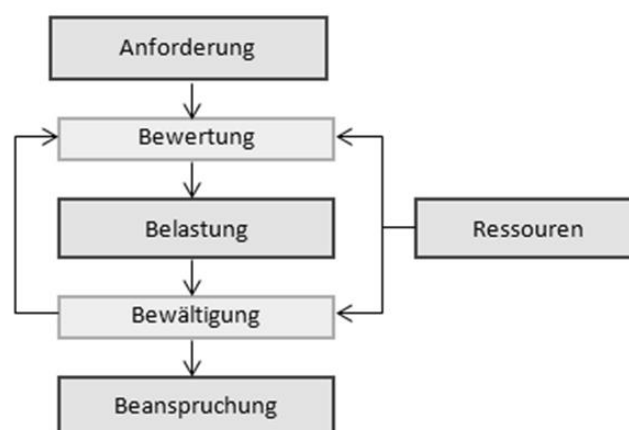 Anforderung
Bewertung
Belastung
Ressouren
Bewältigung
Beanspruchung